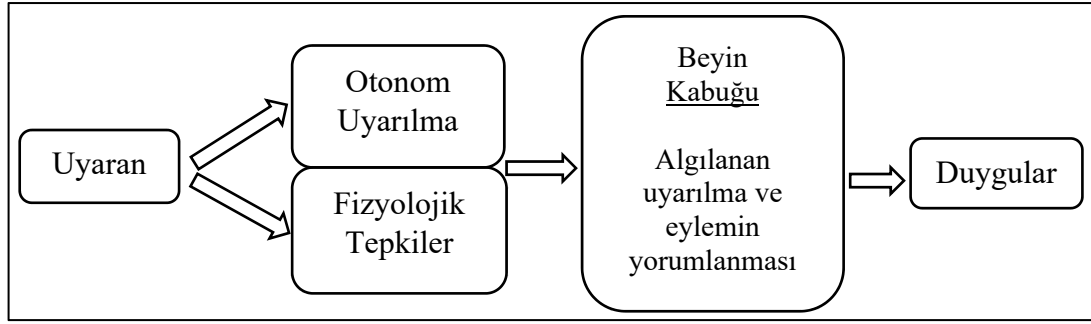 Uyaran
Otonom
Uyarılma
Fizyolojik
Tepkiler
Beyin
Kabuğu
Algılanan
uyarılma ve
eylemin
yorumlanması
Duygular